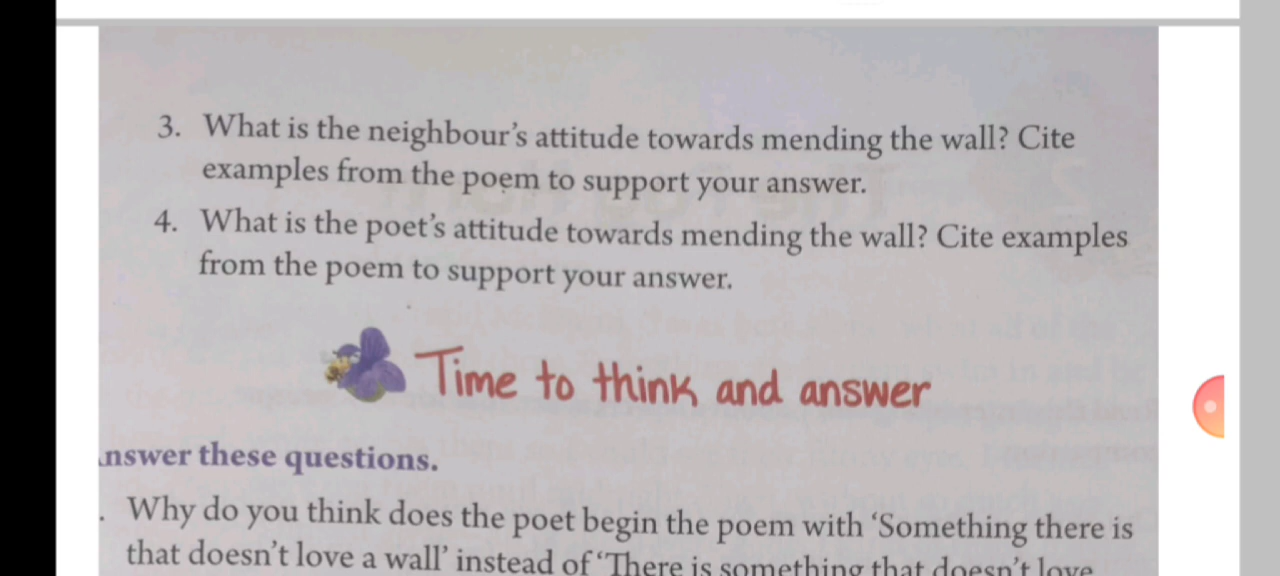 3. What is the neighbour's attitude towards mending the wall? Cite
examples from the poem to support your answer.
4. What is the poet's attitude towards mending the wall? Cite examples
from the poem to support your answer.
Time to think and answer
nswer these questions.
. Why do you think does the poet begin the poem with 'Something there is
that doesn't love a wall' instead of 'There is something that doesn't love